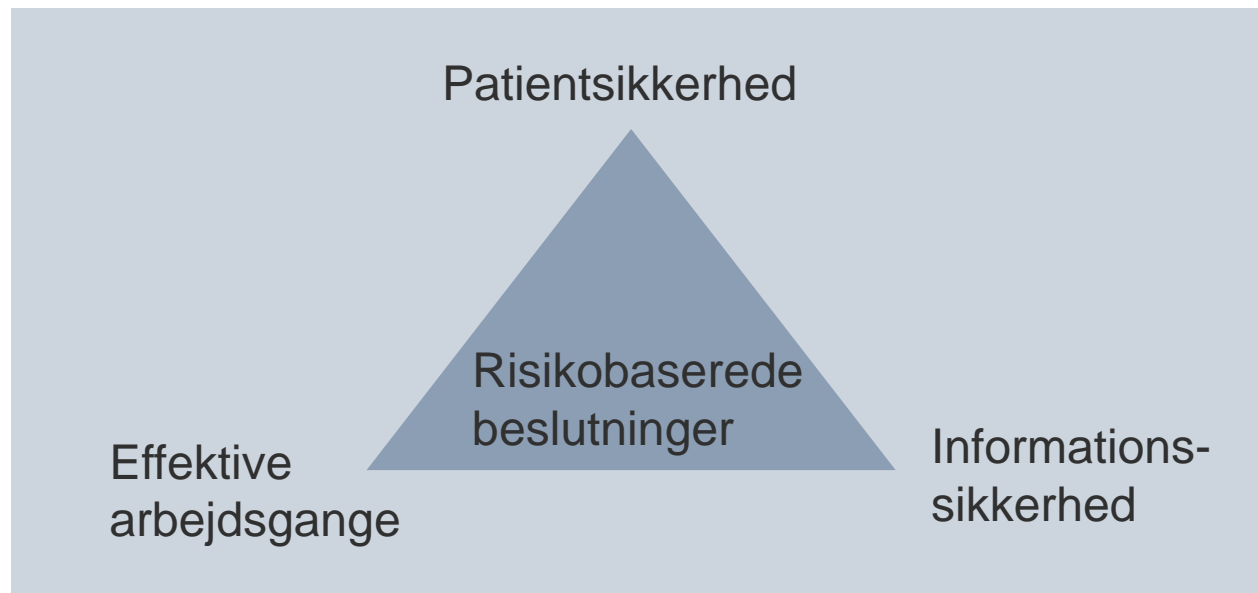 Patientsikkerhed
Risikobaserede
beslutninger
Effektive
arbejdsgange
Informations-
sikkerhed